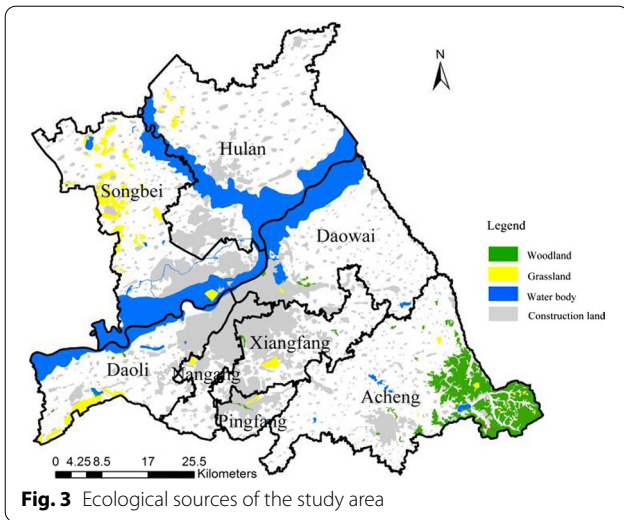 N
Hulan
Songbei
Daowai
Legend
Woodland
Grassland
Water body
Construction land
Xiangfang
Daoli
Nangang
Acheng
Pingfang
0 4.25 8.5 17 25.5
Kilometers
Fig. 3 Ecological sources of the study area